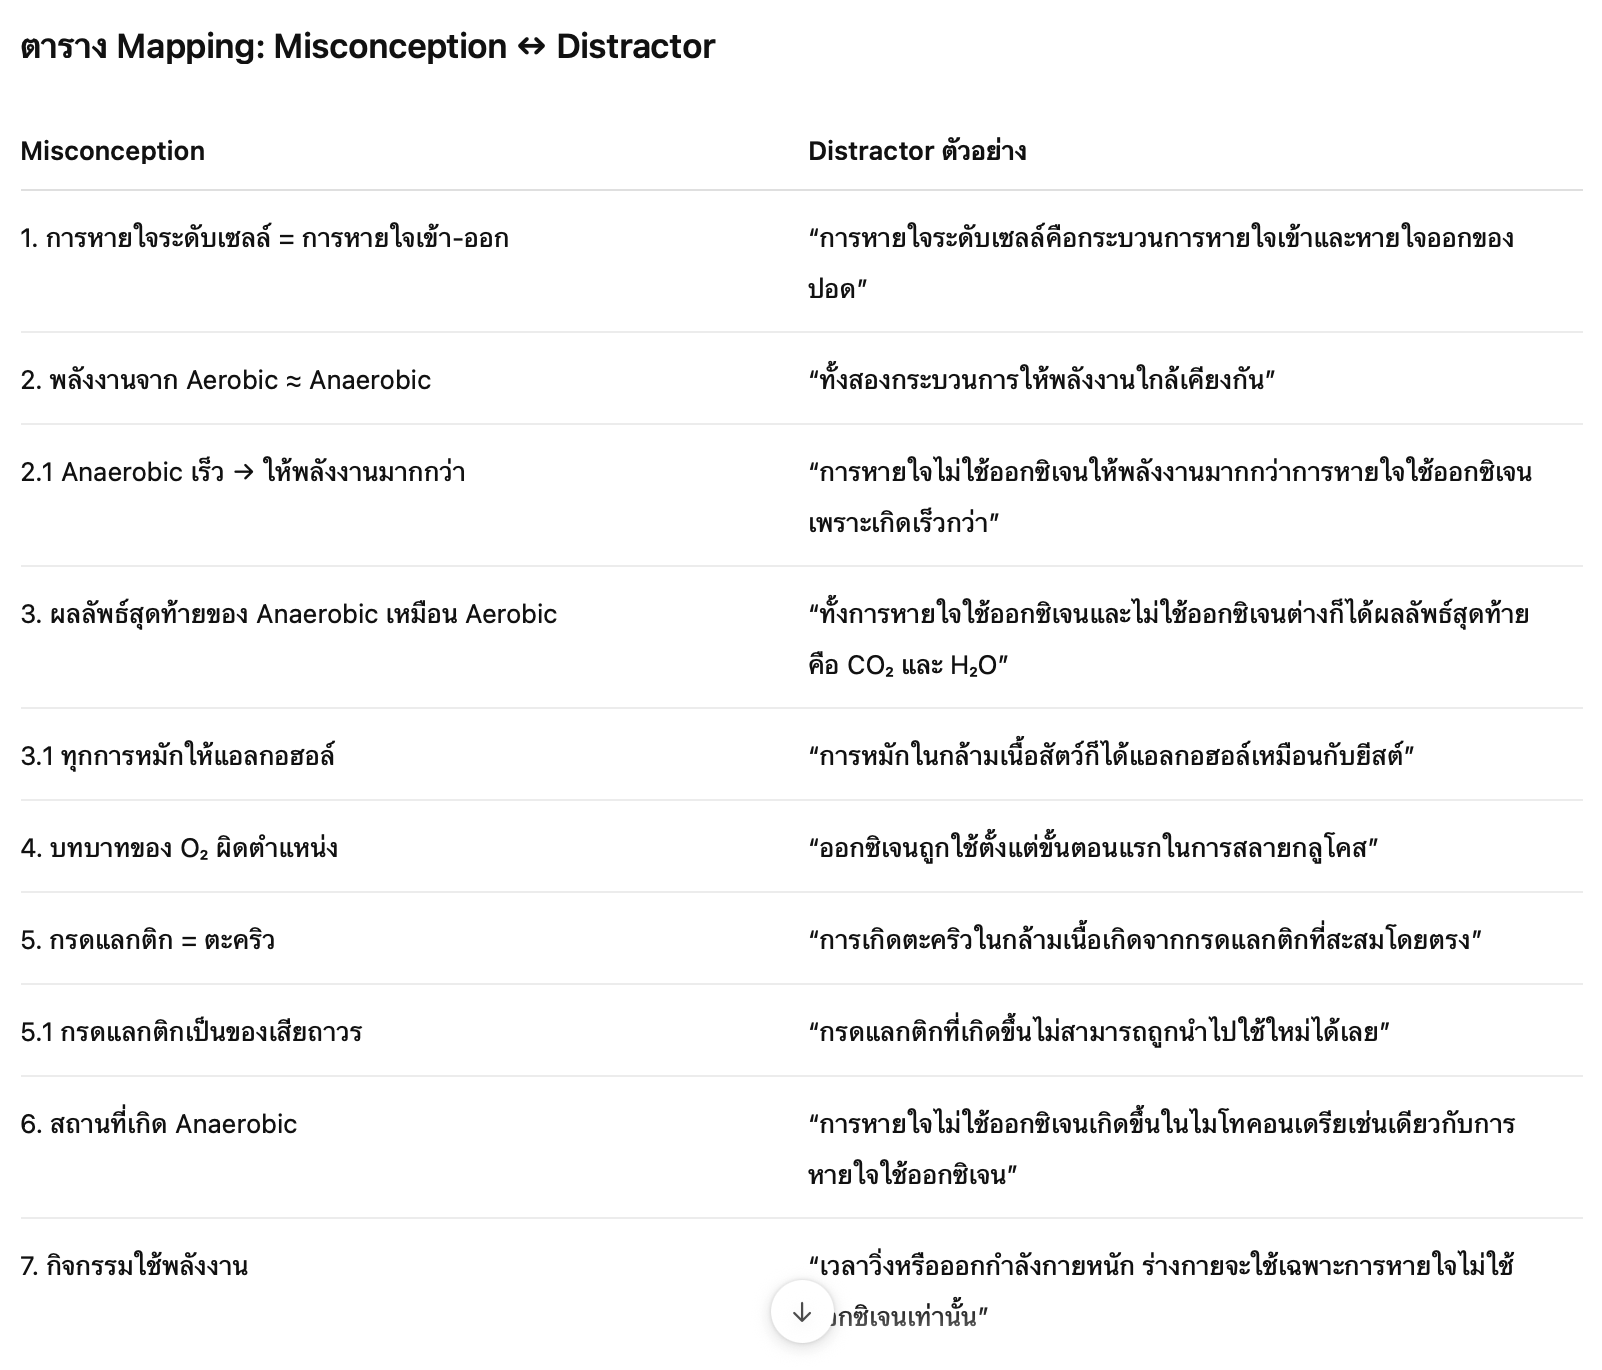 ตาราง Mapping: Misconception ↔ Distractor
Misconception
Distractor ตัวอย่าง
1. การหายใจระดับเซลล์ = การหายใจเข้า-ออก
“การหายใจระดับเซลล์คือกระบวนการหายใจเข้าและหายใจออกของ
ปอด”
2. พลังงานจาก Aerobic ≈ Anaerobic
“ทั้งสองกระบวนการให้พลังงานใกล้เคียงกัน”
2.1 Anaerobic เร็ว → ให้พลังงานมากกว่า
“การหายใจไม่ใช้ออกซิเจนให้พลังงานมากกว่าการหายใจใช้ออกซิเจน
เพราะเกิดเร็วกว่า”
3. ผลลัพธ์สุดท้ายของ Anaerobic เหมือน Aerobic
“ทั้งการหายใจใช้ออกซิเจนและไม่ใช้ออกซิเจนต่างก็ได้ผลลัพธ์สุดท้าย
คือ CO₂ และ H₂O”
3.1 ทุกการหมักให้แอลกอฮอล์
“การหมักในกล้ามเนื้อสัตว์ก็ได้แอลกอฮอล์เหมือนกับยีสต์”
4. บทบาทของ O₂ ผิดตำแหน่ง
“ออกซิเจนถูกใช้ตั้งแต่ขั้นตอนแรกในการสลายกลูโคส”
5. กรดแลกติก = ตะคริว
“การเกิดตะคริวในกล้ามเนื้อเกิดจากกรดแลกติกที่สะสมโดยตรง”
5.1 กรดแลกติกเป็นของเสียถาวร
“กรดแลกติกที่เกิดขึ้นไม่สามารถถูกนำไปใช้ใหม่ได้เลย”
6. สถานที่เกิด Anaerobic
“การหายใจไม่ใช้ออกซิเจนเกิดขึ้นในไมโทคอนเดรียเช่นเดียวกับการ
หายใจใช้ออกซิเจน”
7. กิจกรรมใช้พลังงาน
“เวลาวิ่งหรือออกกำลังกายหนัก ร่างกายจะใช้เฉพาะการหายใจไม่ใช้
อกซิเจนเท่านั้น”